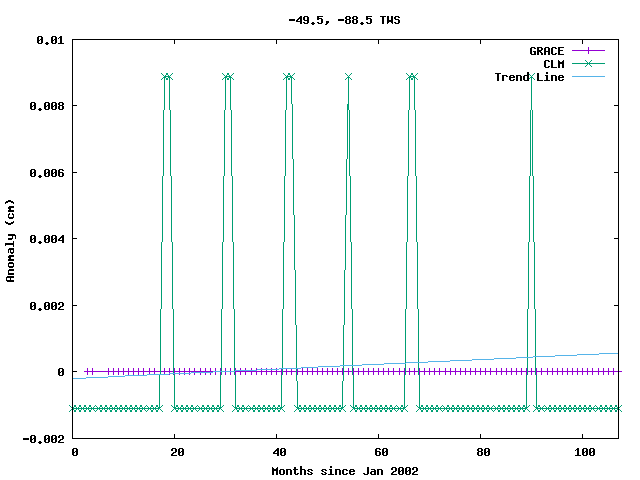 -49.5, -88.5 TWS
0.01
0.008
0.006
0.004
0.002
0
-0.002
Anomaly (cm)
GRACE
CLM
Trend Line
0 20 40 60 80 100
Months since Jan 2002